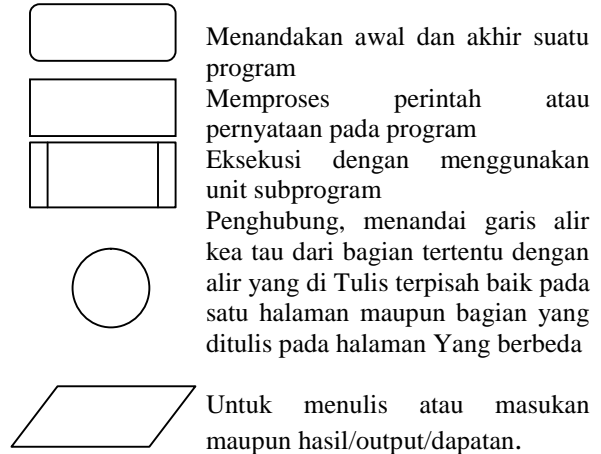 Menandakan awal dan akhir suatu
program
Memproses perintah atau
pernyataan pada program
Eksekusi dengan menggunakan
unit subprogram
Penghubung, menandai garis alir
kea tau dari bagian tertentu dengan
alir yang di Tulis terpisah baik pada
satu halaman maupun bagian yang
ditulis pada halaman Yang berbeda
Untuk menulis atau masukan
maupun hasil/output/dapatan.